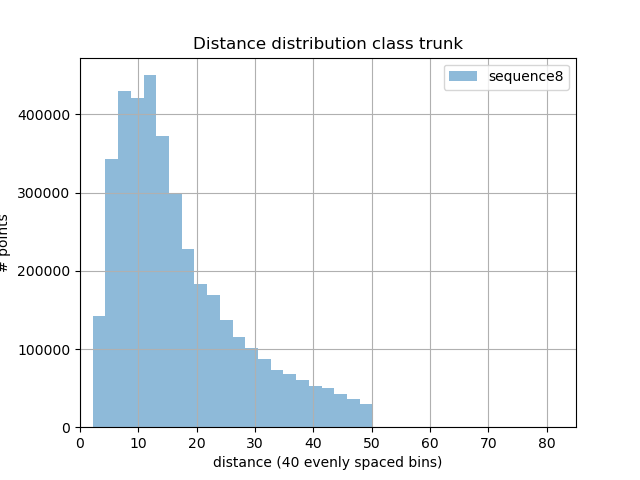 Distance distribution class trunk
sequence8
400000
300000
200000
100000
0
# points
0 10 20 30 40 50 60 70 80
distance (40 evenly spaced bins)